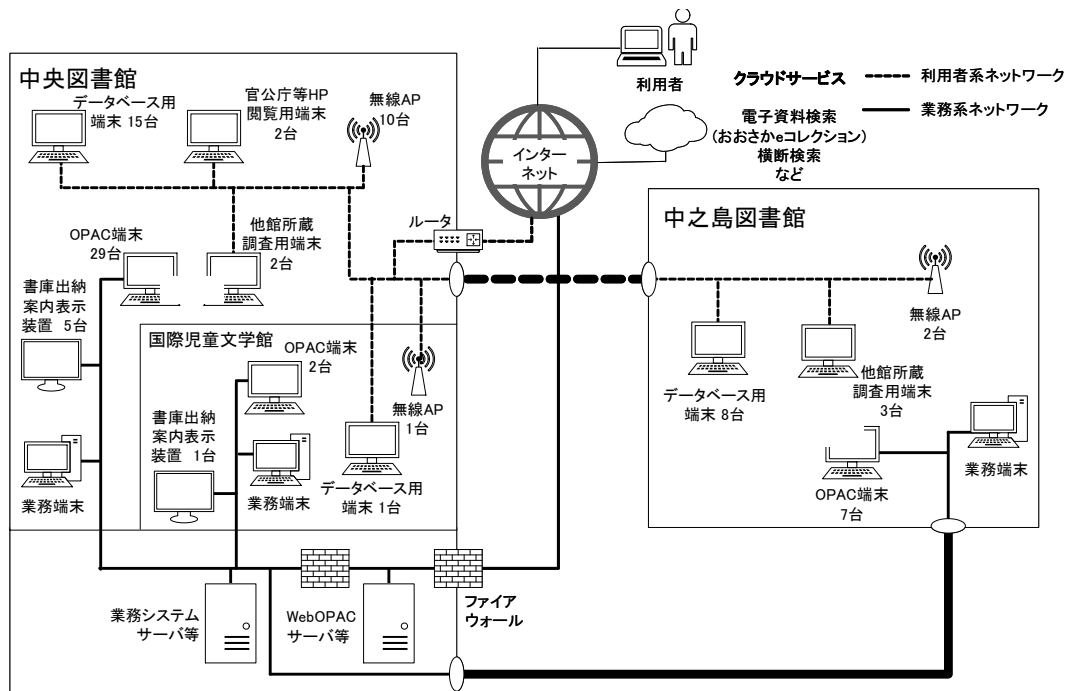 中央図書館
データベース用
端末 15台
官公庁等HP
閲覧用端末
2台
無線AP
10台
OPAC端末
29台
他館所蔵
調査用端末
2台
書庫出納
案内表示
装置 5台
業務端末
国際児童文学館
OPAC端末
2台
書庫出納
案内表示
装置 1台
業務端末
無線AP
1台
データベース用
端末 1台
ルータ
インター
ネット
利用者
クラウドサービス
電子資料検索
(おおさかeコレクション)
横断検索
など
利用者系ネットワーク
業務系ネットワーク
中之島図書館
データベース用
端末 8台
他館所蔵
調査用端末
3台
無線AP
2台
OPAC端末
7台
業務端末
業務システム
サーバ等
WebOPAC
サーバ等
ファイア
ウォール